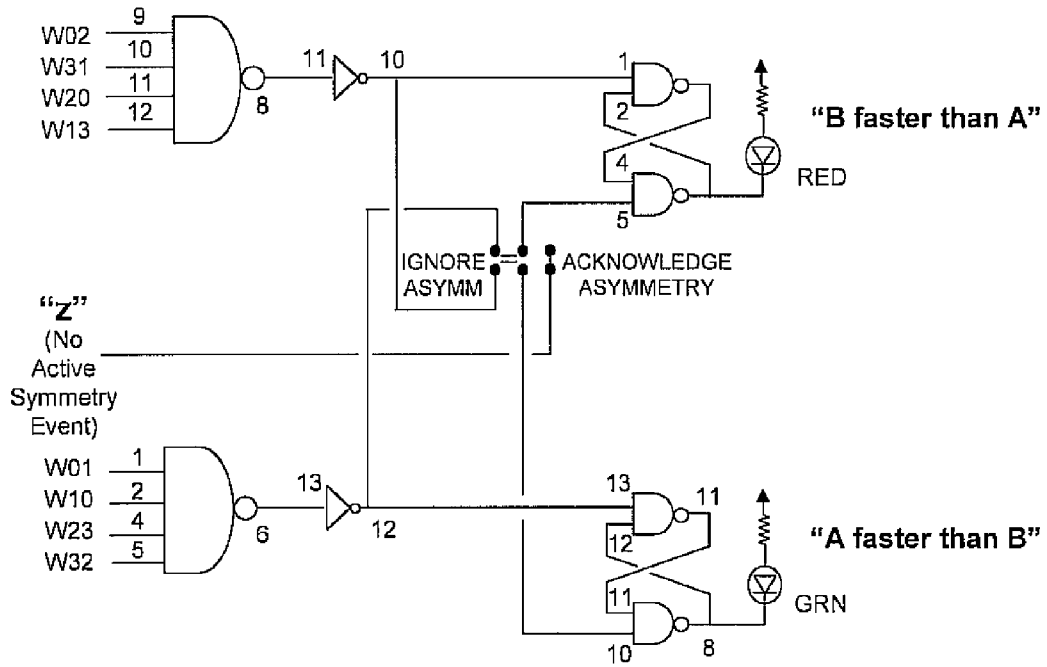 9
W02
10
W31
11
W20
12
W13
8
11
10
1
2
4
5
"B faster than A"
RED
IGNORE
ASYMM
=
ACKNOWLEDGE
ASYMMETRY
"Z"
(No
Active
Symmetry
Event)
1
W01
2
W10
4
W23
5
W32
6
13
12
13
11
12
11
10
8
"A faster than B"
GRN